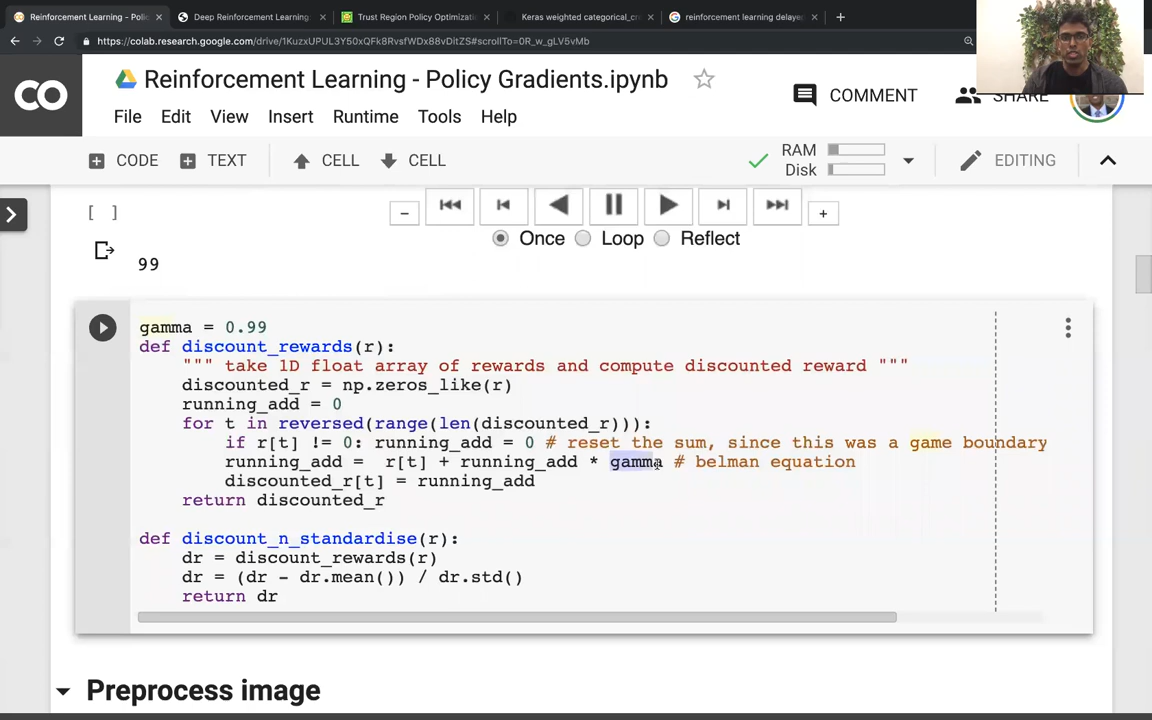 Reinforcement Learning - Polic
Deep Reinforcement Learning:
Trust Region Policy Optimizatio
Keras weighted categorical_cr
reinforcement learning delayed
https://colab.research.google.com/drive/1KuzxUPUL3Y50xQFk8RvsfWDx88vDitZS#scrollTo=0R_w_gLV5vMb
CO
Reinforcement Learning - Policy Gradients.ipynb
COMMENT
SHARE
File Edit View Insert Runtime Tools Help
+ CODE + TEXT CELL CELL
RAM
Disk
EDITING
[ ]
Once Loop Reflect
99
gamma = 0.99
def discount_rewards(r):
""" take 1D float array of rewards and compute discounted reward """
discounted_r = np.zeros_like(r)
running_add = 0
for t in reversed(range(len(discounted_r))):
if r[t] != 0: running_add = 0 # reset the sum, since this was a game boundary
running_add = r[t] + running_add * gamma # belman equation
discounted_r[t] = running_add
return discounted_r
def discount_n_standardise(r):
dr = discount_rewards(r)
dr = (dr - dr.mean()) / dr.std()
return dr
Preprocess image